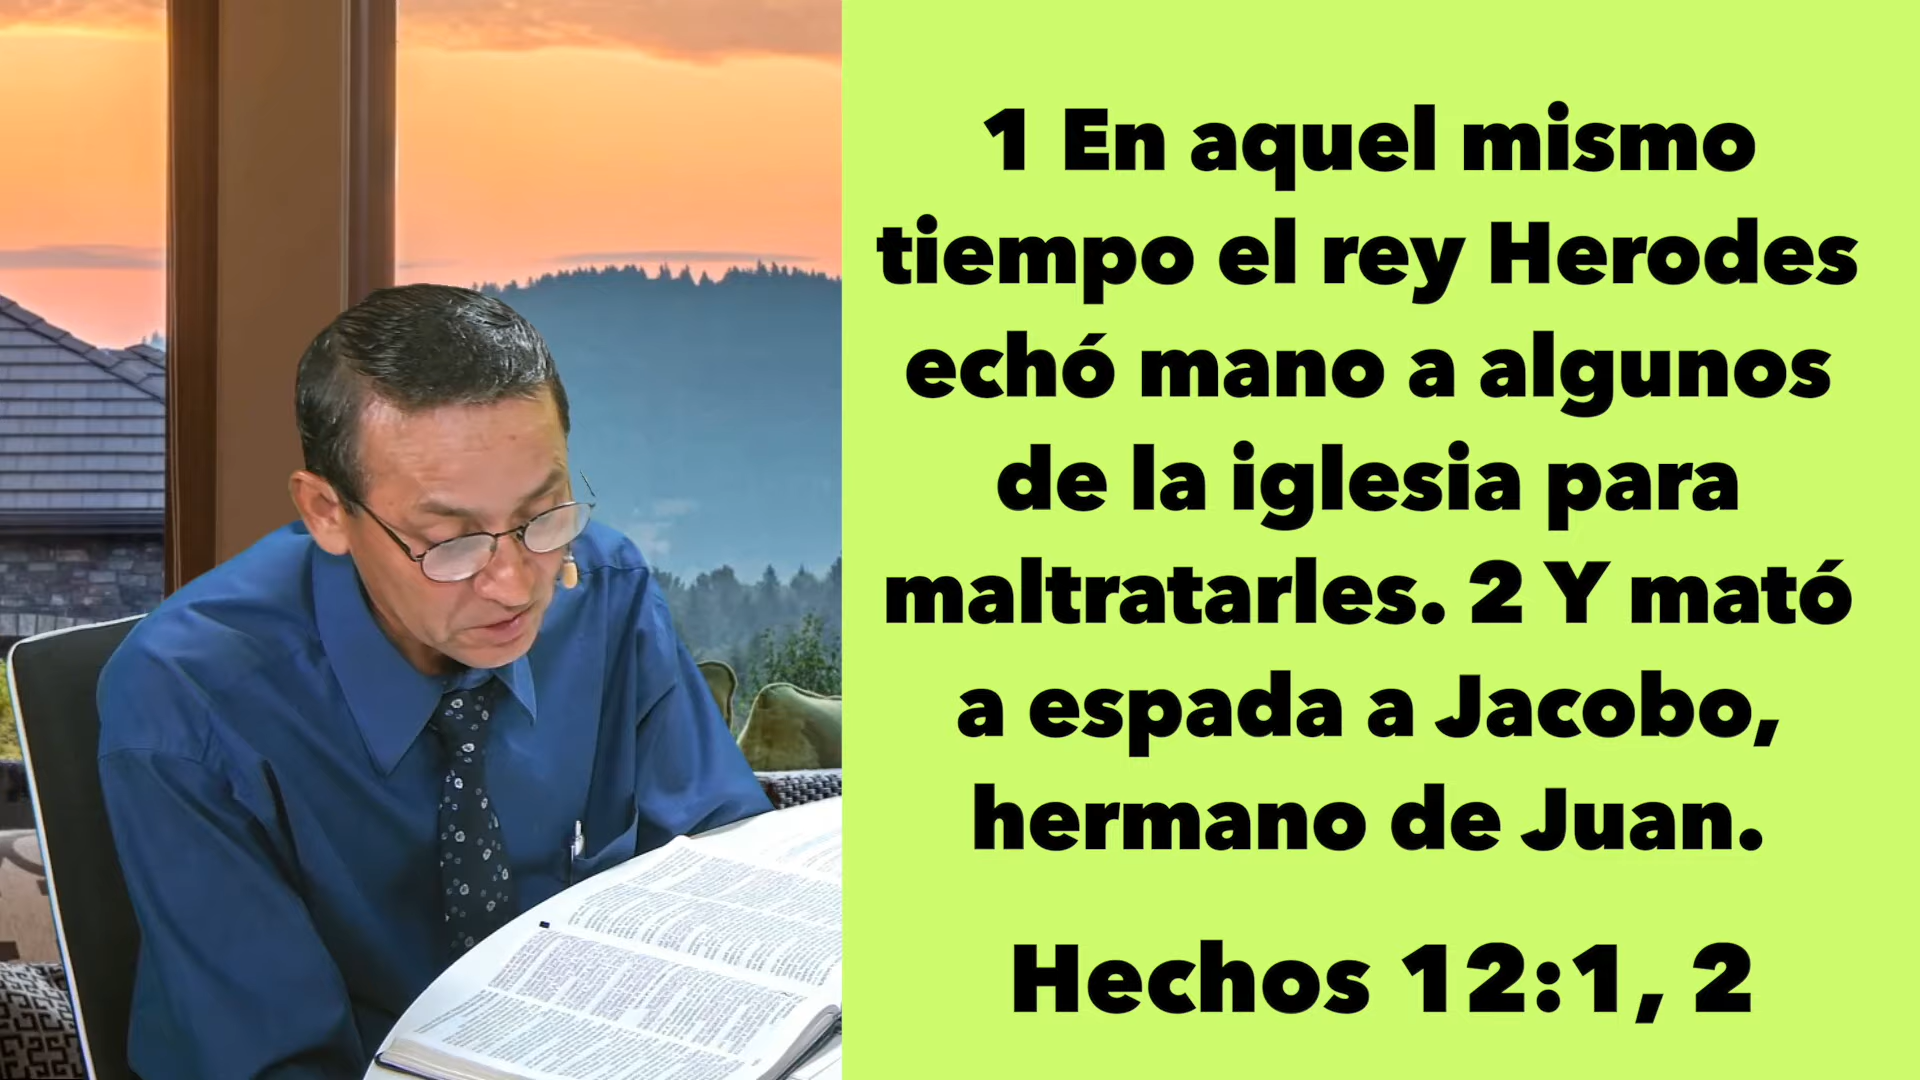 1 En aquel mismo
tiempo el rey Herodes
echó mano a algunos
de la iglesia para
maltratarles. 2 Y mató
a espada a Jacobo,
hermano de Juan.
Hechos 12:1, 2